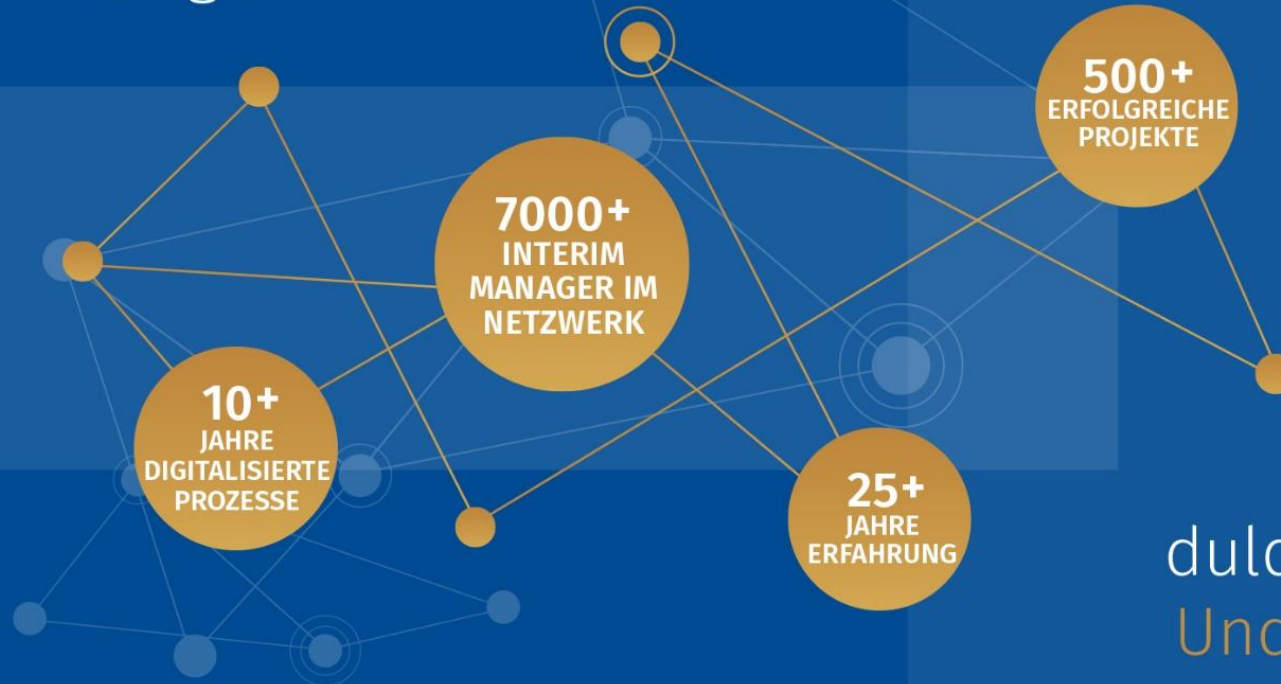 500+
ERFOLGREICHE
PROJEKTE
7000+
INTERIM
MANAGER IM
NETZWERK
10+
JAHRE
DIGITALISIERTE
PROZESSE
25+
JAHRE
ERFAHRUNG